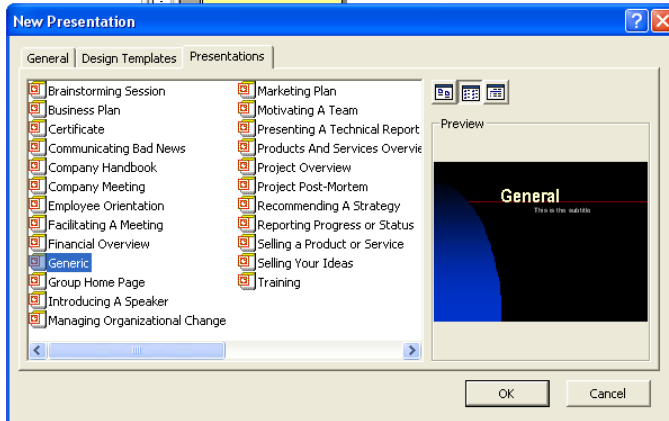 New Presentation
General
Design Templates
Presentations
Brainstorming Session
Business Plan
Certificate
Communicating Bad News
Company Handbook
Company Meeting
Employee Orientation
Facilitating A Meeting
Financial Overview
Generic
Group Home Page
Introducing A Speaker
Managing Organizational Change
Marketing Plan
Motivating A Team
Presenting A Technical Report
Products And Services Overvie
Project Overview
Project Post-Mortem
Recommending A Strategy
Reporting Progress or Status
Selling a Product or Service
Selling Your Ideas
Training
Preview
General
This is the subtitle
OK
Cancel